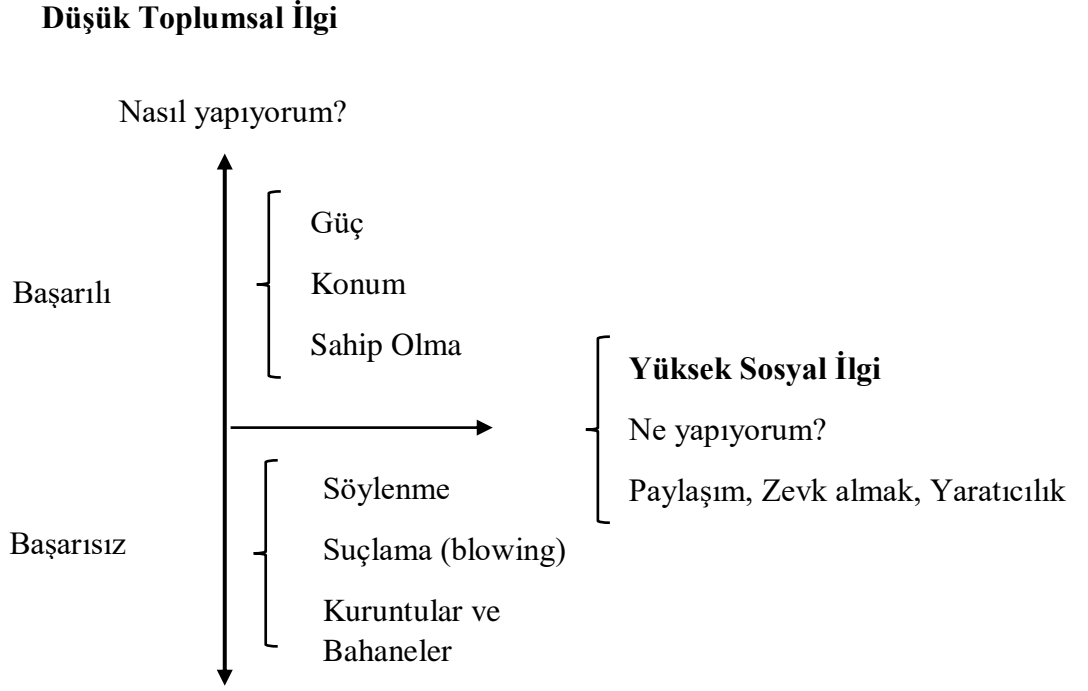 Düşük Toplumsal İlgi
Nasıl yapıyorum?
Başarılı
Güç
Konum
Sahip Olma
Yüksek Sosyal İlgi
Ne yapıyorum?
Paylaşım, Zevk almak, Yaratıcılık
Başarısız
Söylenme
Suçlama (blowing)
Kuruntular ve
Bahaneler